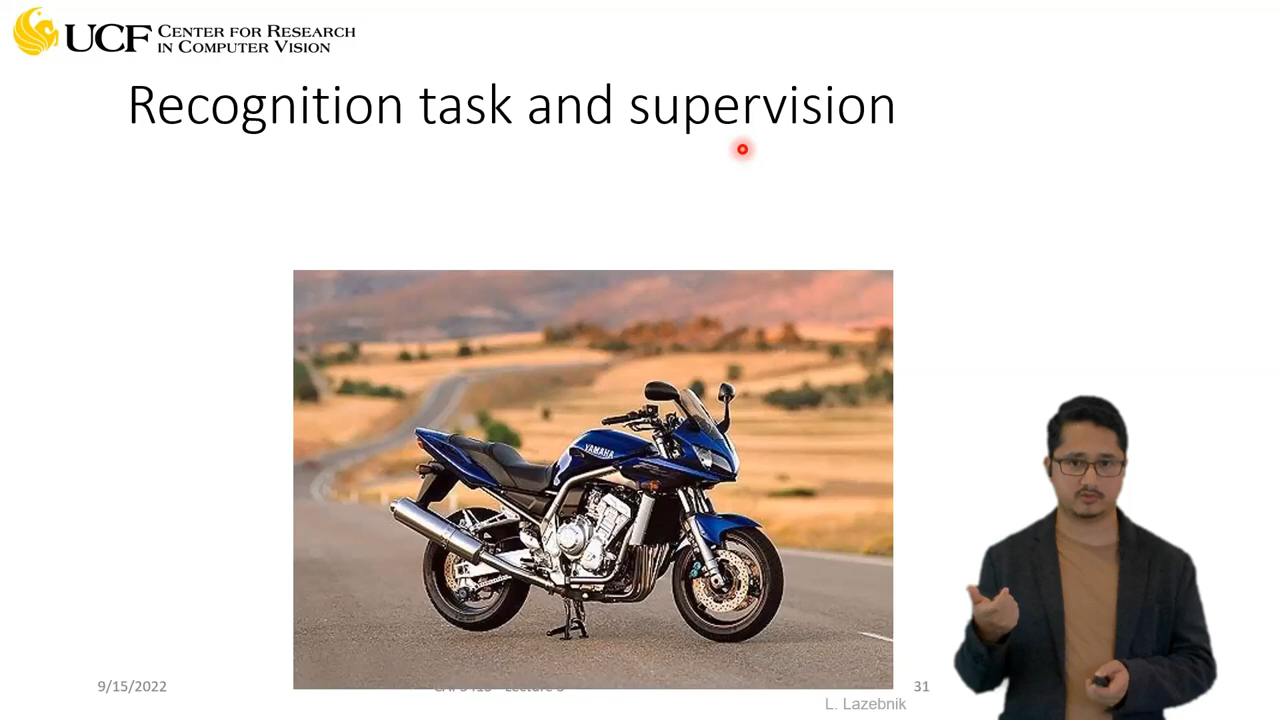 UCF CENTER FOR RESEARCH
IN COMPUTER VISION
Recognition task and supervision
YAMAHA
9/15/2022
31
L. Lazebnik